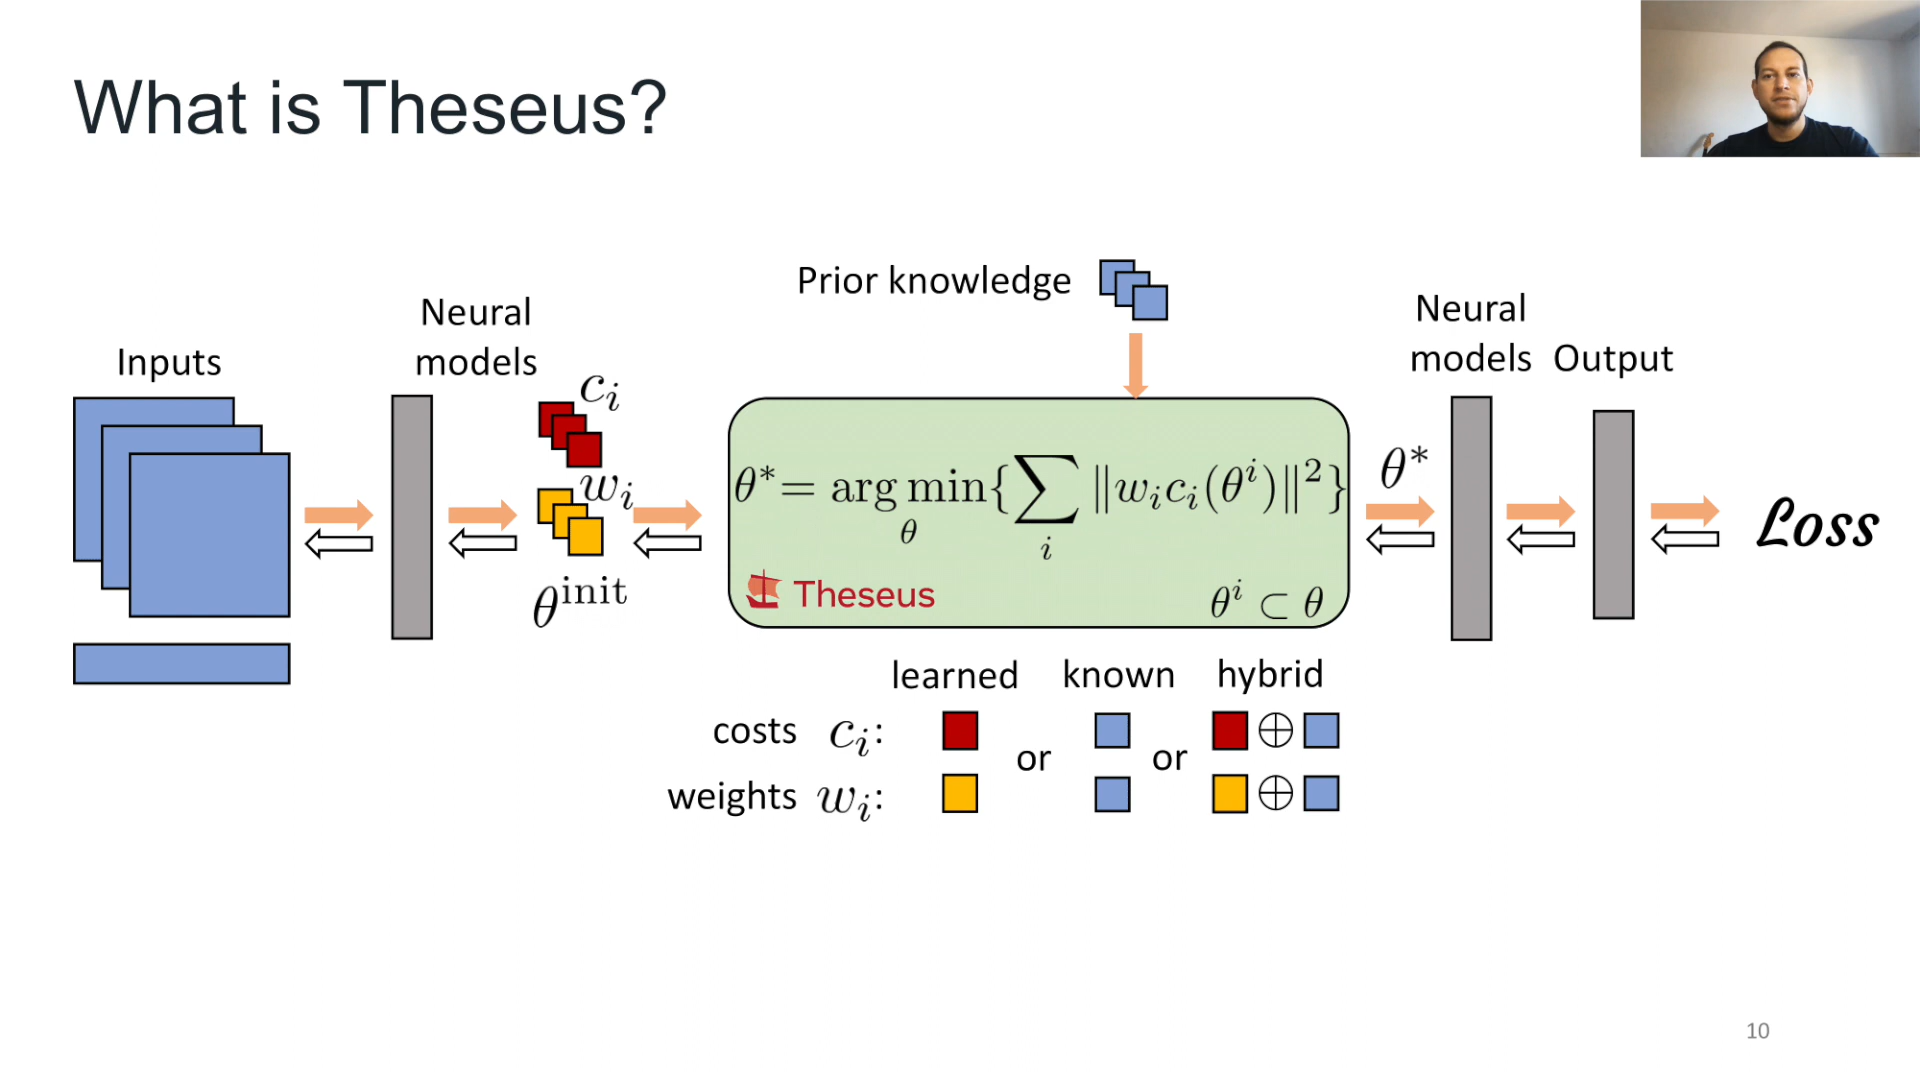 What is Theseus?
Prior knowledge
Neural
models
Inputs
c_i
w_i
θ^init
θ* = arg min_θ {∑_i ||w_i c_i(θ^i)||²}
Theseus
θ^i ⊂ θ
θ*
Neural
models
Output
Loss
learned known hybrid
costs c_i:
or or
⊕
weights w_i:
⊕
10